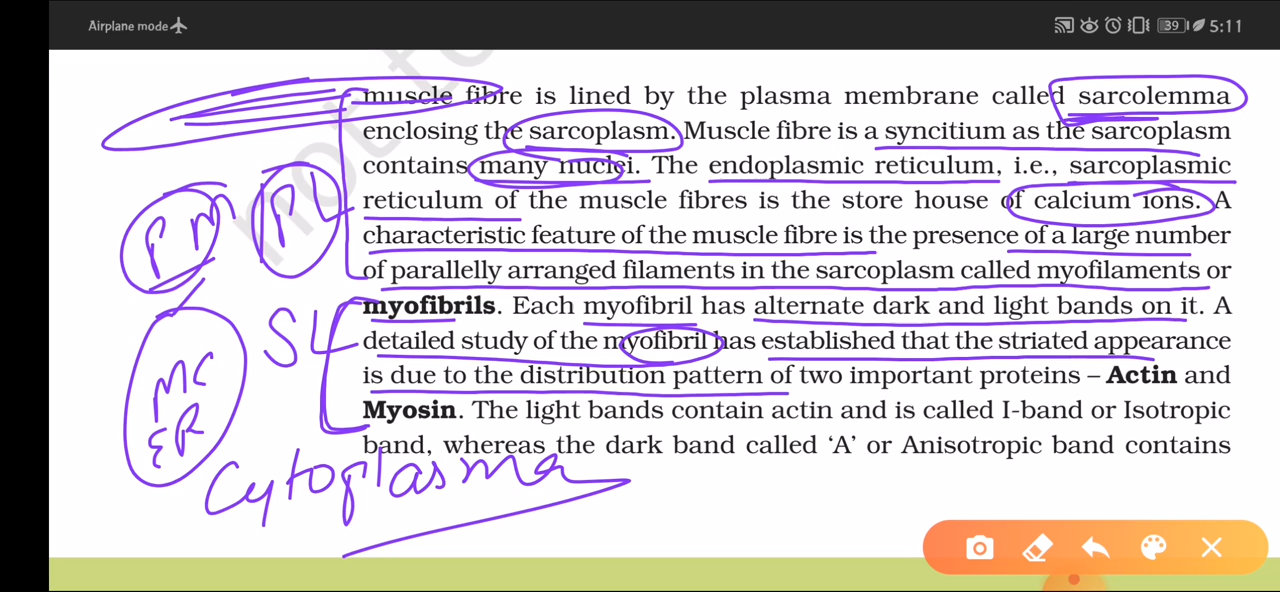 Airplane mode
39 5:11
not to
muscle fibre is lined by the plasma membrane called sarcolemma
enclosing the sarcoplasm. Muscle fibre is a syncitium as the sarcoplasm
contains many nuclei. The endoplasmic reticulum, i.e., sarcoplasmic
reticulum of the muscle fibres is the store house of calcium ions. A
characteristic feature of the muscle fibre is the presence of a large number
of parallelly arranged filaments in the sarcoplasm called myofilaments or
myofibrils. Each myofibril has alternate dark and light bands on it. A
detailed study of the myofibril has established that the striated appearance
is due to the distribution pattern of two important proteins – Actin and
Myosin. The light bands contain actin and is called I-band or Isotropic
band, whereas the dark band called ‘A’ or Anisotropic band contains
PM
PL
SL
MC
ER
Cytoplasma